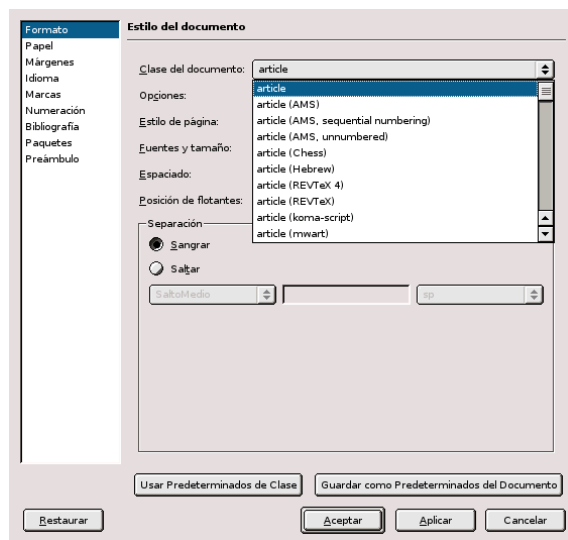 Formato
Papel
Márgenes
Idioma
Marcas
Numeración
Bibliografía
Paquetes
Preámbulo
Estilo del documento
Clase del documento: article
Opciones:
Estilo de página:
Fuentes y tamaño:
Espaciado:
Posición de flotantes:
article
article (AMS)
article (AMS, sequential numbering)
article (AMS, unnumbered)
article (Chess)
article (Hebrew)
article (REVTeX 4)
article (REVTeX)
article (koma-script)
article (mwart)
Separación
Sangrar
Saltar
SaltoMedio sp
Usar Predeterminados de Clase Guardar como Predeterminados del Documento
Restaurar Aceptar Aplicar Cancelar